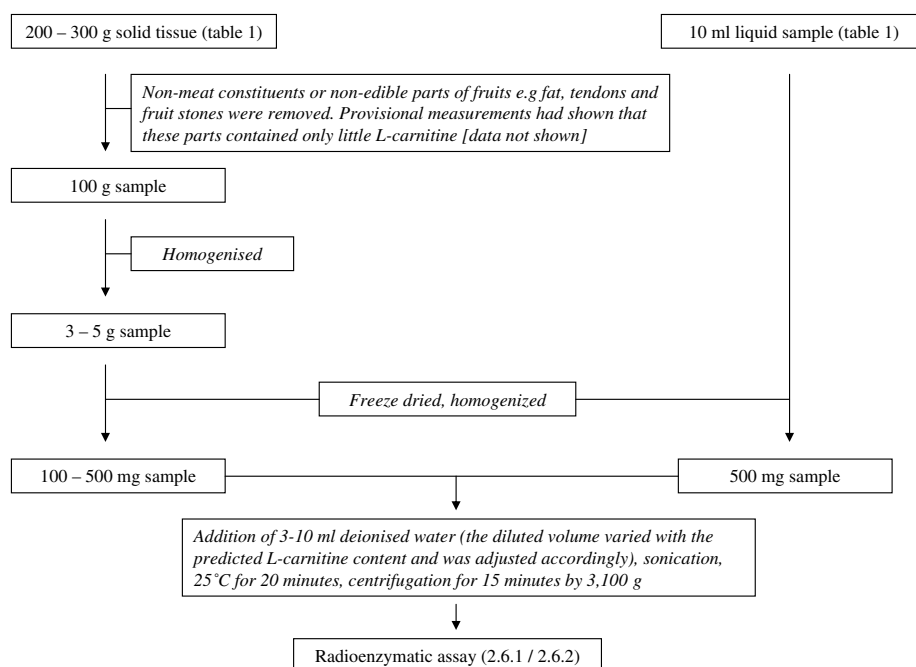 200 – 300 g solid tissue (table 1)
10 ml liquid sample (table 1)
Non-meat constituents or non-edible parts of fruits e.g fat, tendons and
fruit stones were removed. Provisional measurements had shown that
these parts contained only little L-carnitine [data not shown]
100 g sample
Homogenised
3 – 5 g sample
Freeze dried, homogenized
100 – 500 mg sample
500 mg sample
Addition of 3-10 ml deionised water (the diluted volume varied with the
predicted L-carnitine content and was adjusted accordingly), sonication,
25˚C for 20 minutes, centrifugation for 15 minutes by 3,100 g
Radioenzymatic assay (2.6.1 / 2.6.2)